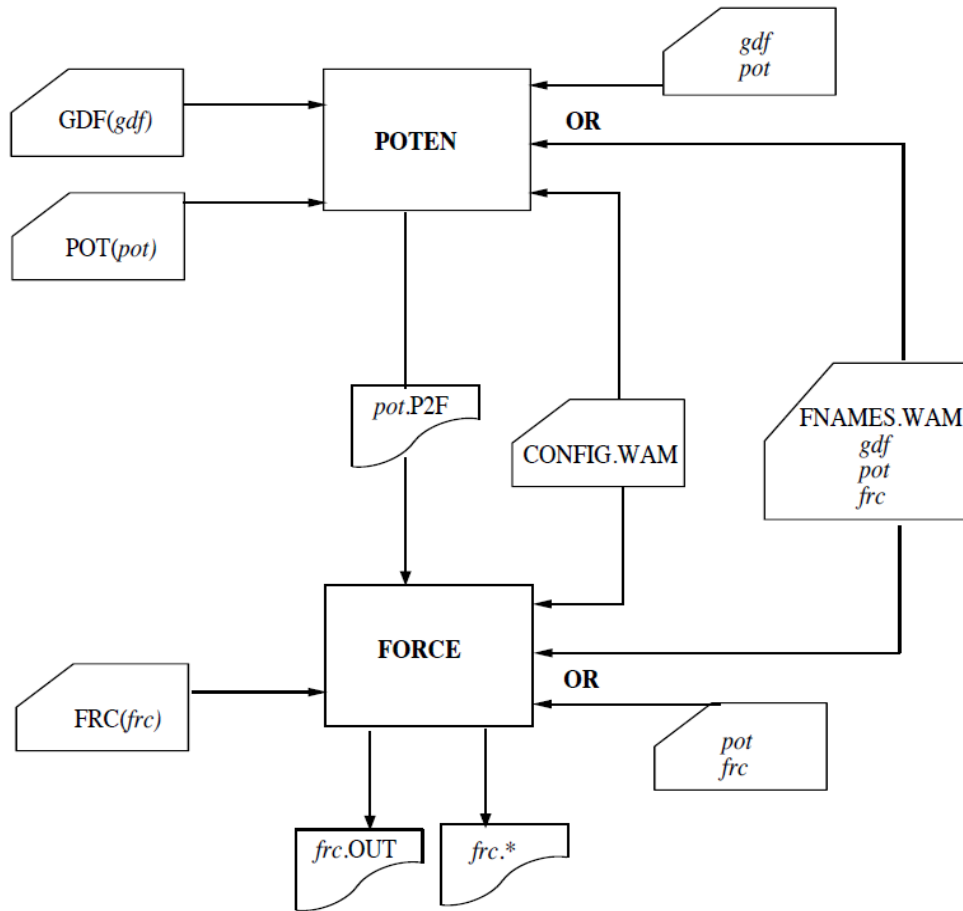 gdf
pot
GDF(gdf)
OR
POTEN
POT(pot)
pot.P2F
FNAMES.WAM
gdf
pot
frc
CONFIG.WAM
FORCE
OR
FRC(frc)
pot
frc
frc.OUT
frc.*